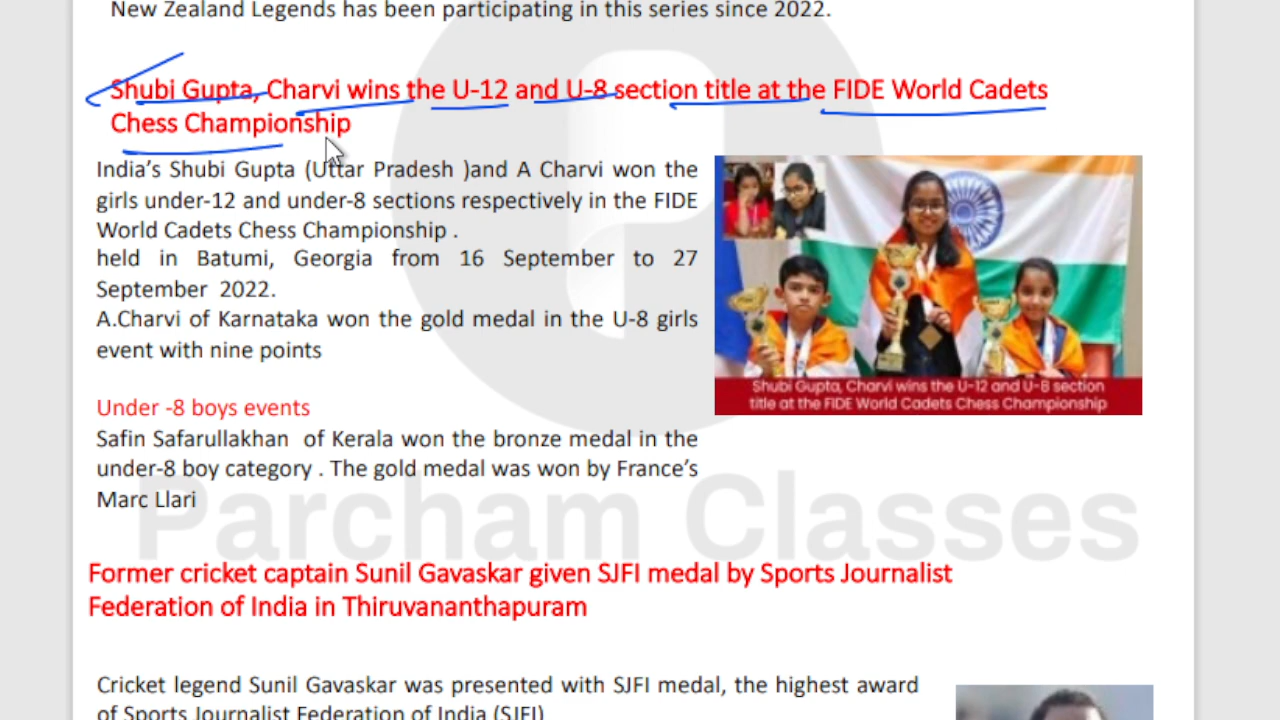 New Zealand Legends has been participating in this series since 2022.
Shubi Gupta, Charvi wins the U-12 and U-8 section title at the FIDE World Cadets
Chess Championship
India’s Shubi Gupta (Uttar Pradesh )and A Charvi won the
girls under-12 and under-8 sections respectively in the FIDE
World Cadets Chess Championship .
held in Batumi, Georgia from 16 September to 27
September 2022.
A.Charvi of Karnataka won the gold medal in the U-8 girls
event with nine points
Shubi Gupta, Charvi wins the U-12 and U-8 section
title at the FIDE World Cadets Chess Championship
Under -8 boys events
Safin Safarullakhan of Kerala won the bronze medal in the
under-8 boy category . The gold medal was won by France’s
Marc Llari
Parcham Classes
Former cricket captain Sunil Gavaskar given SJFI medal by Sports Journalist
Federation of India in Thiruvananthapuram
Cricket legend Sunil Gavaskar was presented with SJFI medal, the highest award
of Sports Journalist Federation of India (SJFI)